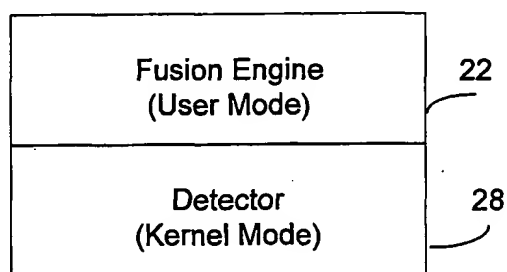 Fusion Engine
(User Mode)
22
Detector
(Kernel Mode)
28